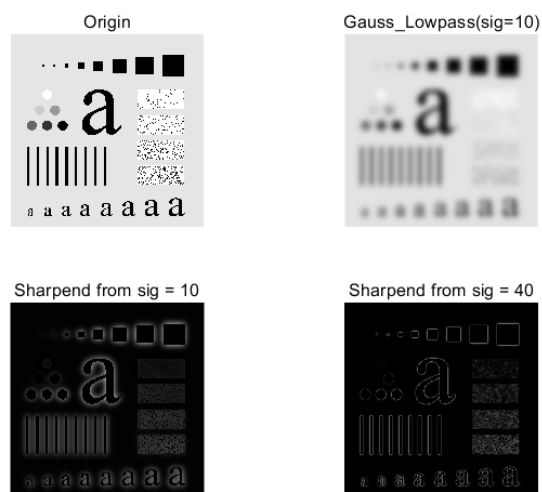 Origin
Gauss_Lowpass(sig=10)
a
a
a a a a a a a a
a a a a a a a a
Sharpend from sig = 10
Sharpend from sig = 40
a
a
a a a a a a a a
a a a a a a a a